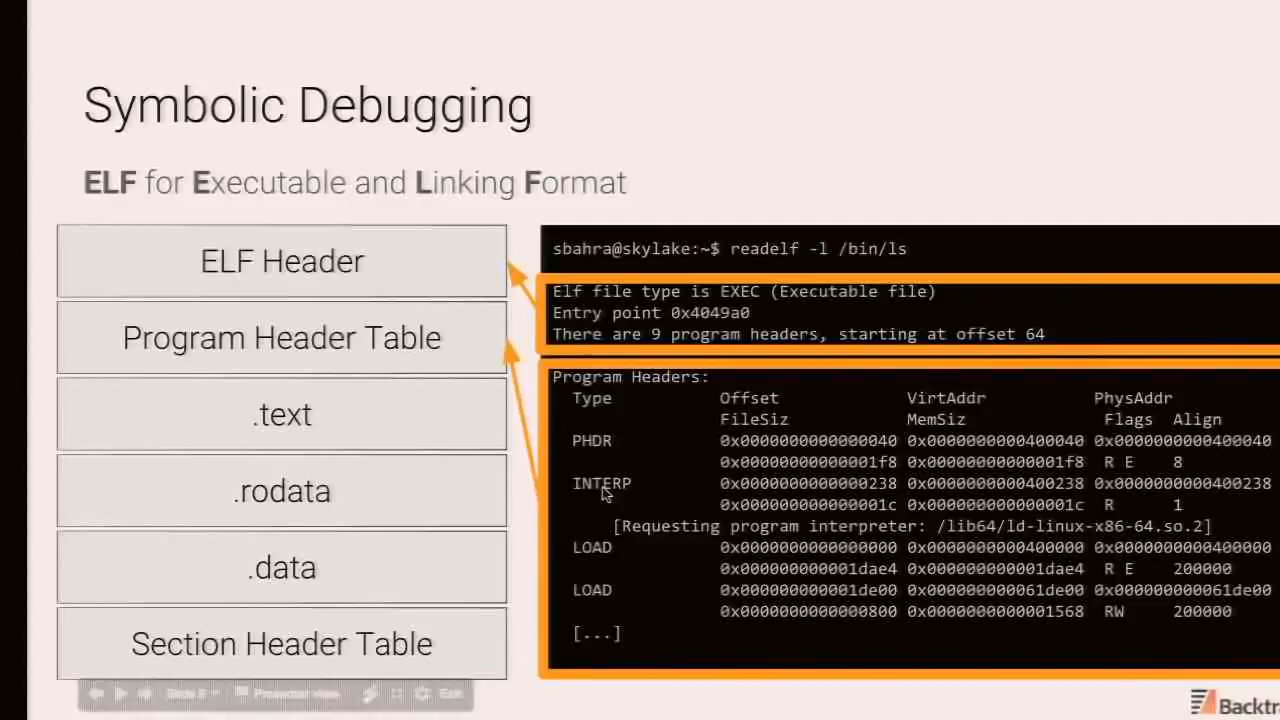 Symbolic Debugging
ELF for Executable and Linking Format
ELF Header
Program Header Table
.text
.rodata
.data
Section Header Table
sbahra@skylake:~$ readelf -l /bin/ls
Elf file type is EXEC (Executable file)
Entry point 0x4049a0
There are 9 program headers, starting at offset 64
Program Headers:
Type Offset VirtAddr PhysAddr
FileSiz MemSiz Flags Align
PHDR 0x0000000000000040 0x0000000000400040 0x0000000000400040
0x00000000000001f8 0x00000000000001f8 R E 8
INTERP 0x0000000000000238 0x0000000000400238 0x0000000000400238
0x000000000000001c 0x000000000000001c R 1
[Requesting program interpreter: /lib64/ld-linux-x86-64.so.2]
LOAD 0x0000000000000000 0x0000000000400000 0x0000000000400000
0x000000000001dae4 0x000000000001dae4 R E 200000
LOAD 0x000000000001de00 0x000000000061de00 0x000000000061de00
0x0000000000000800 0x0000000000001568 RW 200000
[...]
Presenter view
Exit
Backtra